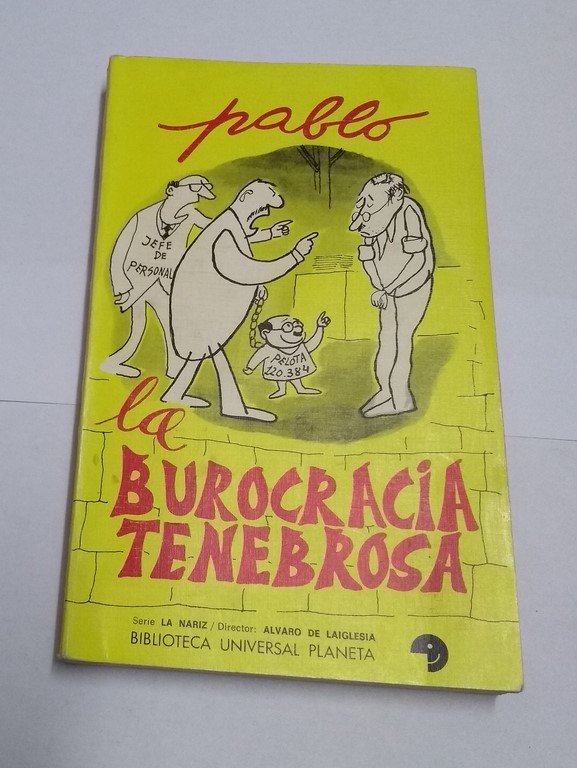 pablo
JEFE
DE
PERSONAL
PELOTA
120.384
la
BUROCRACIA
TENEBROSA
Serie LA NARIZ / Director: ALVARO DE LAIGLESIA
BIBLIOTECA UNIVERSAL PLANETA